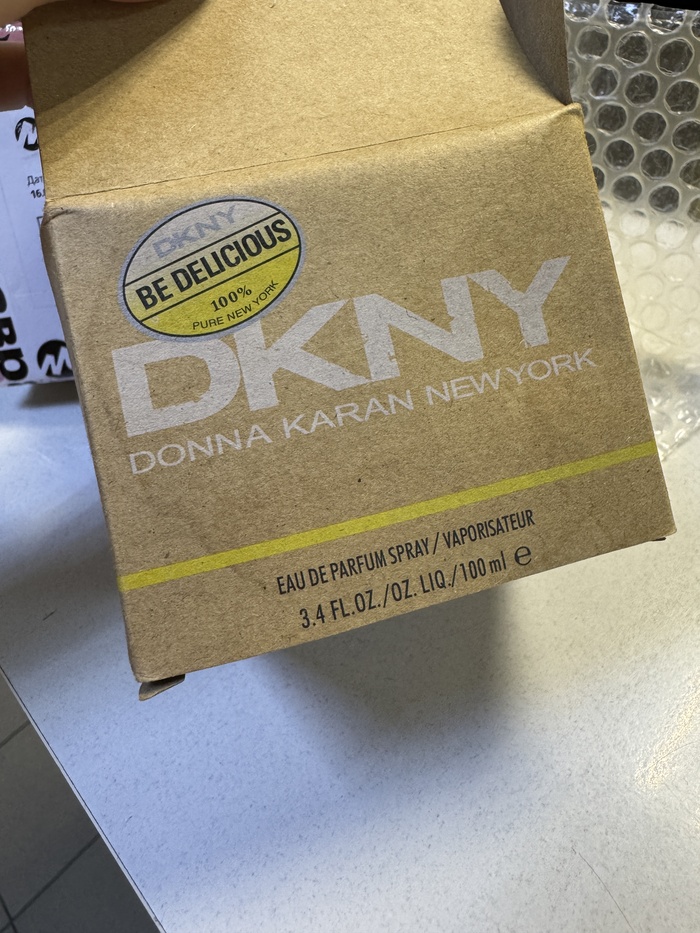 DKNY
BE DELICIOUS
100%
PURE NEW YORK
DKNY
DONNA KARAN NEW YORK
EAU DE PARFUM SPRAY / VAPORISATEUR
3.4 FL.OZ./OZ. LIQ./100 ml ℮